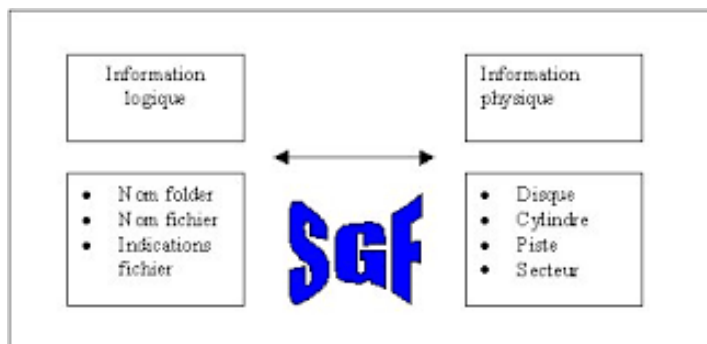 Information
logique
Information
physique
• Nom folder
• Nom fichier
• Indications
fichier
SGF
• Disque
• Cylindre
• Piste
• Secteur